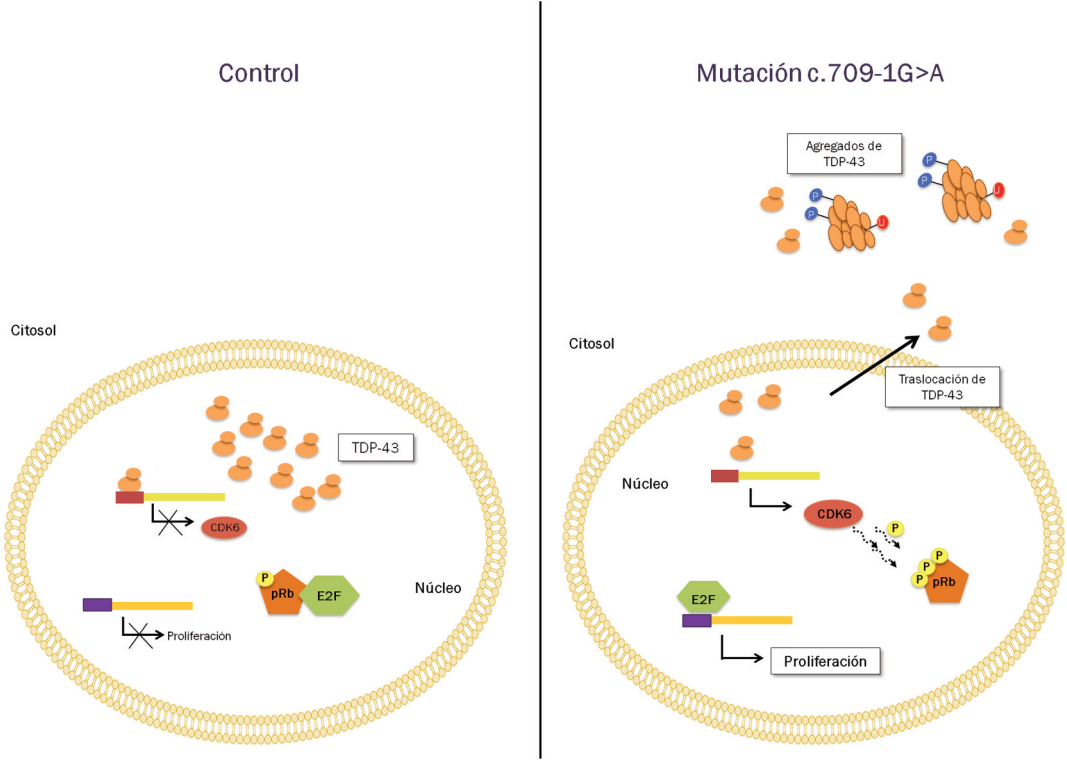 Control
Citosol
TDP-43
CDK6
P
pRb
E2F
Núcleo
Proliferación
Mutación c.709-1G>A
Agregados de
TDP-43
P
P
U
P
P
U
Citosol
Traslocación de
TDP-43
Núcleo
CDK6
P
P
P
P
pRb
E2F
Proliferación